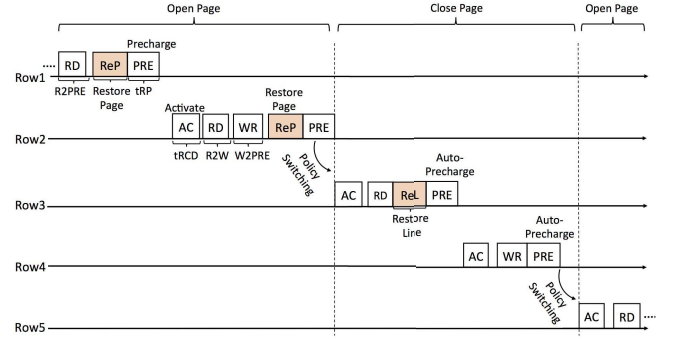 Open Page Close Page Open Page
Precharge
.... RD ReP PRE
Row1
R2PRE Restore Page tRP
Activate Restore Page
AC RD WR ReP PRE
Row2
tRCD R2W W2PRE
Policy Switching
Auto-Precharge
AC RD ReL PRE
Row3
Restore Line
Auto-Precharge
AC WR PRE
Row4
Policy Switching
AC RD ....
Row5